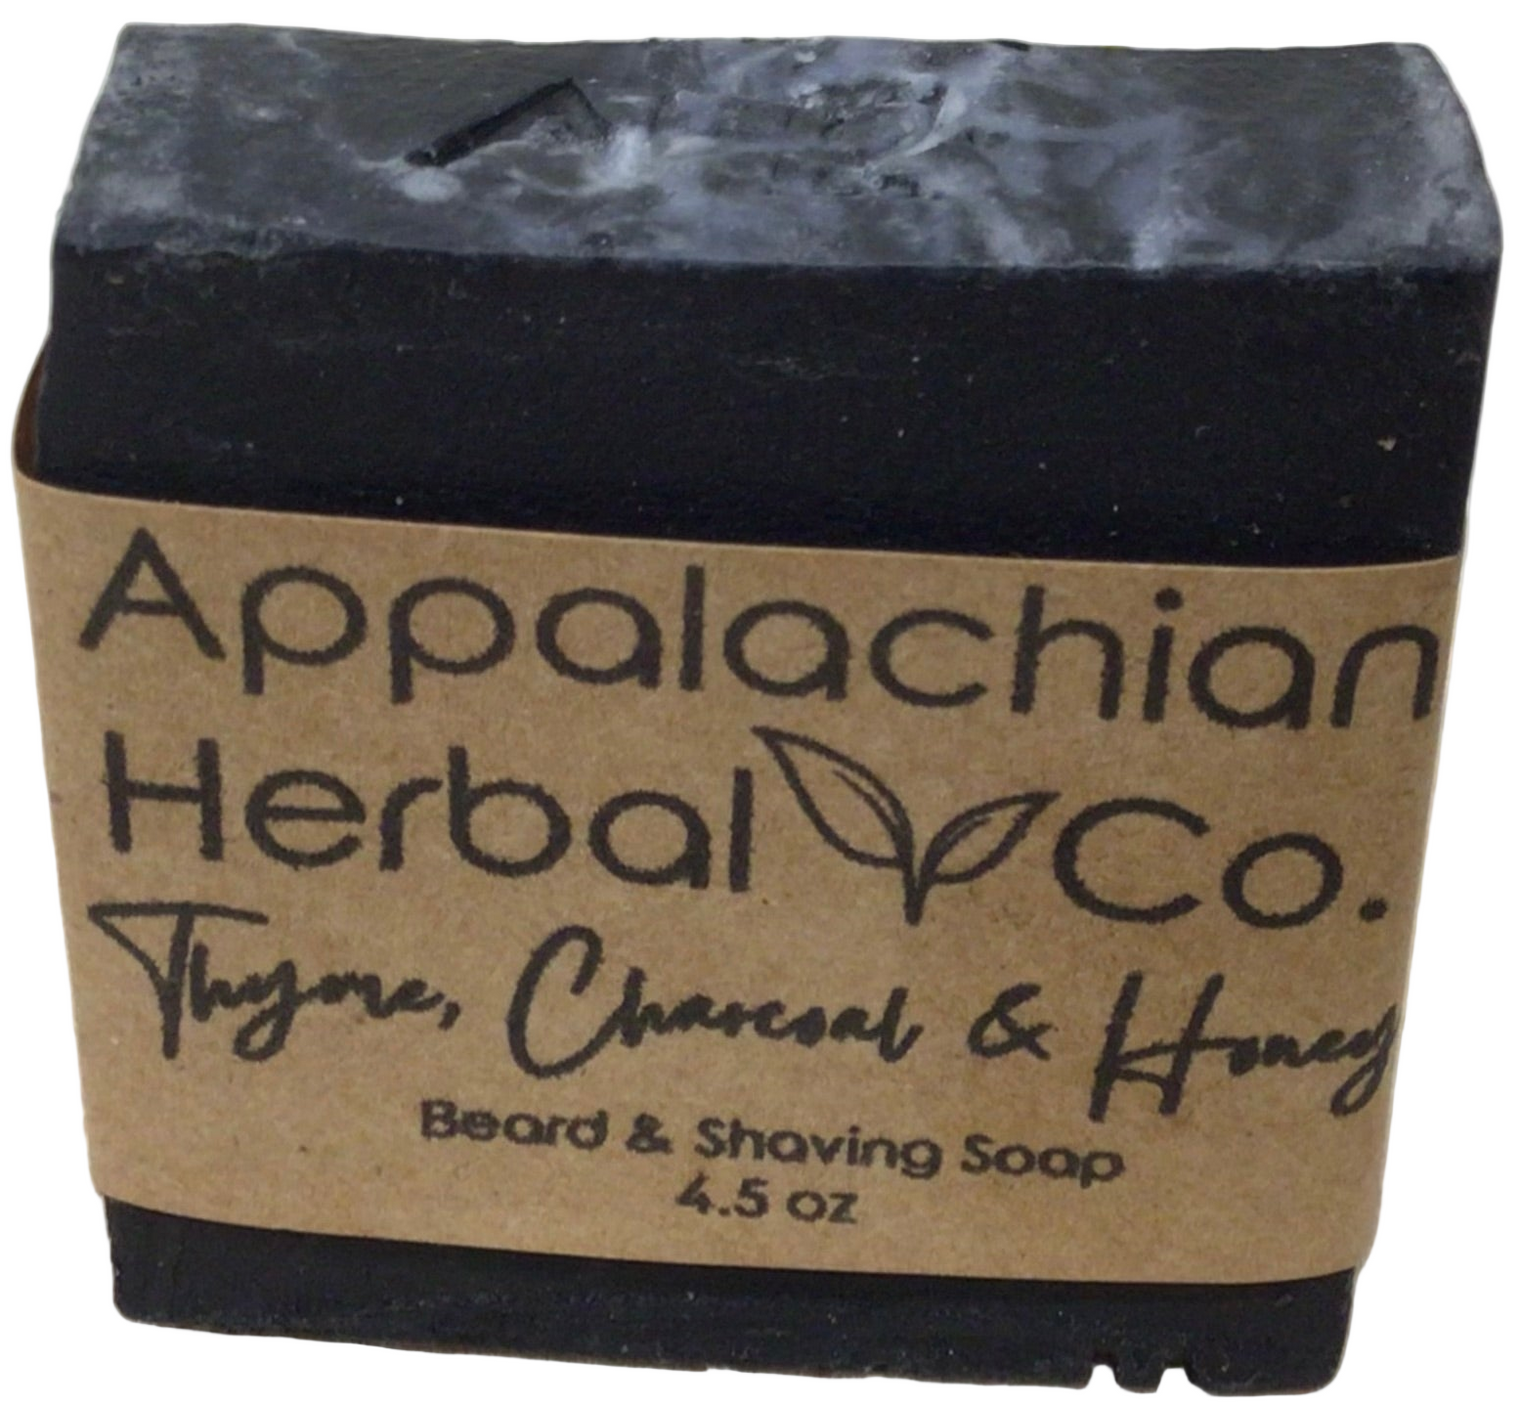 Appalachian
Herbal Co.
Thyme, Charcoal & Honey
Beard & Shaving Soap
4.5 oz